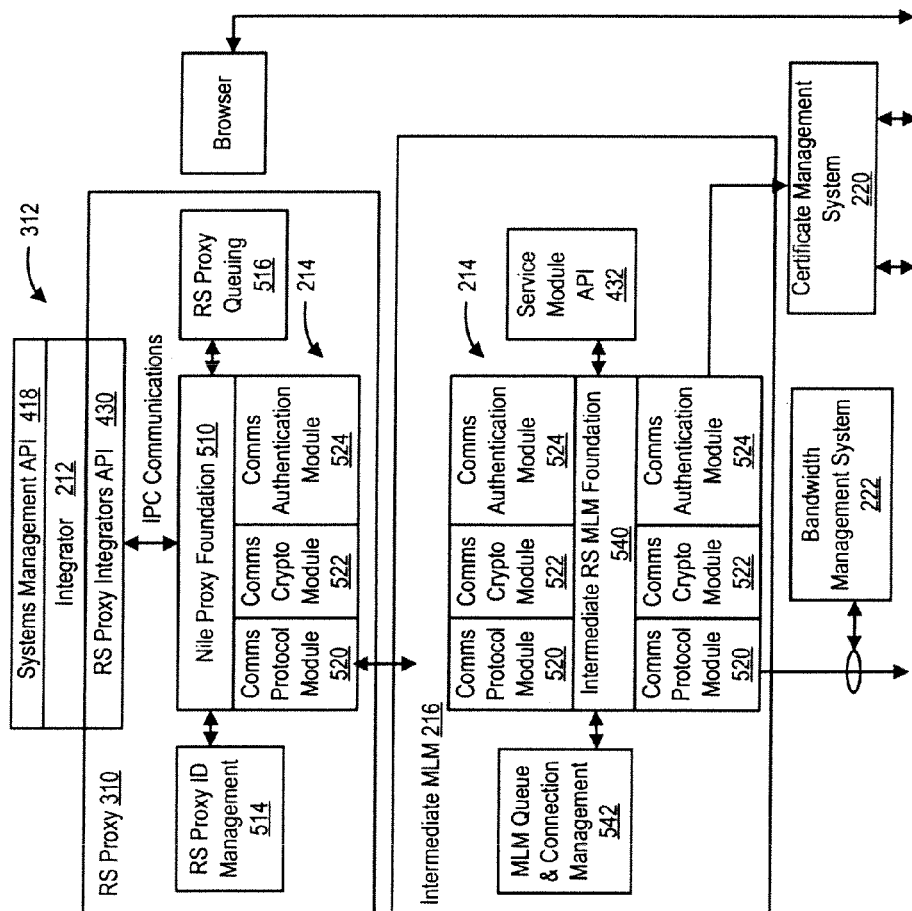 312
Systems Management API 418
Integrator 212
RS Proxy Integrators API 430
RS Proxy 310
IPC Communications
Browser
RS Proxy ID
Management
514
Nile Proxy Foundation 510
Comms
Protocol
Module
520
Comms
Crypto
Module
522
Comms
Authentication
Module
524
RS Proxy
Queuing
516
214
Intermediate MLM 216
214
MLM Queue
& Connection
Management
542
Comms
Protocol
Module
520
Comms
Crypto
Module
522
Comms
Authentication
Module
524
Intermediate RS MLM Foundation
540
Comms
Protocol
Module
520
Comms
Crypto
Module
522
Comms
Authentication
Module
524
Service
Module
API
432
Bandwidth
Management System
222
Certificate Management
System
220